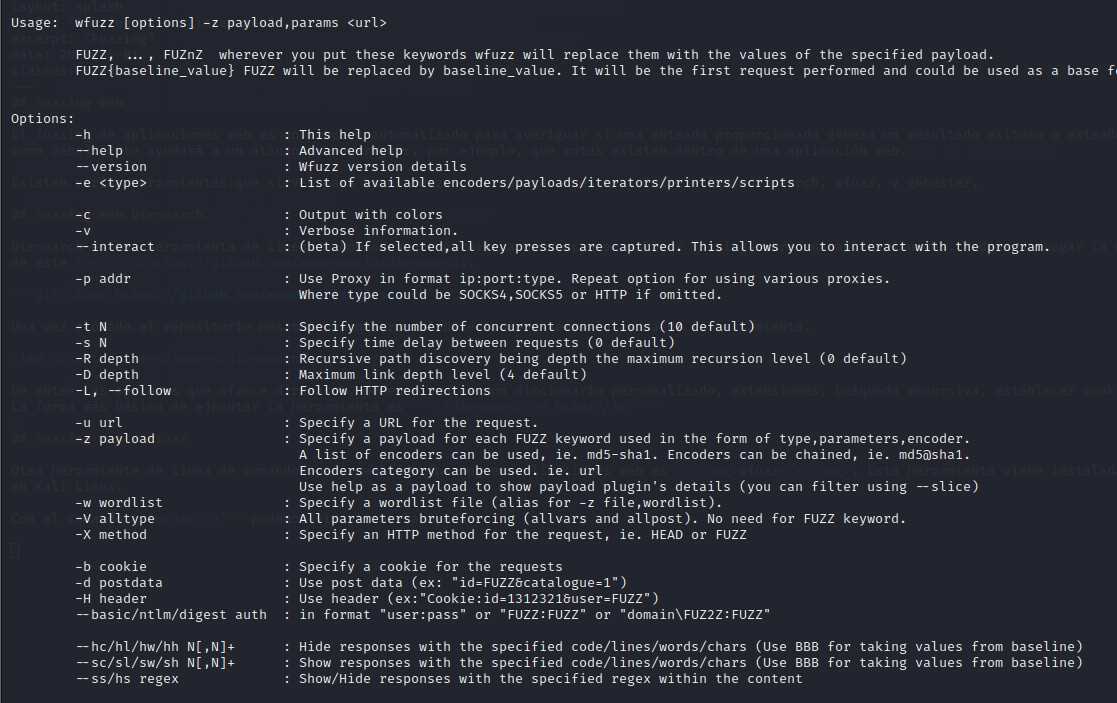 Usage: wfuzz [options] -z payload,params <url>
FUZZ, ..., FUZnZ wherever you put these keywords wfuzz will replace them with the values of the specified payload.
FUZZ{baseline_value} FUZZ will be replaced by baseline_value. It will be the first request performed and could be used as a base
Options:
-h : This help
--help : Advanced help
--version : Wfuzz version details
-e <type> : List of available encoders/payloads/iterators/printers/scripts
-c : Output with colors
-v : Verbose information.
--interact : (beta) If selected,all key presses are captured. This allows you to interact with the program.
-p addr : Use Proxy in format ip:port:type. Repeat option for using various proxies.
Where type could be SOCKS4,SOCKS5 or HTTP if omitted.
-t N : Specify the number of concurrent connections (10 default)
-s N : Specify time delay between requests (0 default)
-R depth : Recursive path discovery being depth the maximum recursion level (0 default)
-D depth : Maximum link depth level (4 default)
-L, --follow : Follow HTTP redirections
-u url : Specify a URL for the request.
-z payload : Specify a payload for each FUZZ keyword used in the form of type,parameters,encoder.
A list of encoders can be used, ie. md5-sha1. Encoders can be chained, ie. md5@sha1.
Encoders category can be used. ie. url
Use help as a payload to show payload plugin's details (you can filter using --slice)
-w wordlist : Specify a wordlist file (alias for -z file,wordlist).
-V alltype : All parameters bruteforcing (allvars and allpost). No need for FUZZ keyword.
-X method : Specify an HTTP method for the request, ie. HEAD or FUZZ
-b cookie : Specify a cookie for the requests
-d postdata : Use post data (ex: "id=FUZZ&catalogue=1")
-H header : Use header (ex:"Cookie:id=1312321&user=FUZZ")
--basic/ntlm/digest auth : in format "user:pass" or "FUZZ:FUZZ" or "domain\FUZ2Z:FUZZ"
--hc/hl/hw/hh N[,N]+ : Hide responses with the specified code/lines/words/chars (Use BBB for taking values from baseline)
--sc/sl/sw/sh N[,N]+ : Show responses with the specified code/lines/words/chars (Use BBB for taking values from baseline)
--ss/hs regex : Show/Hide responses with the specified regex within the content